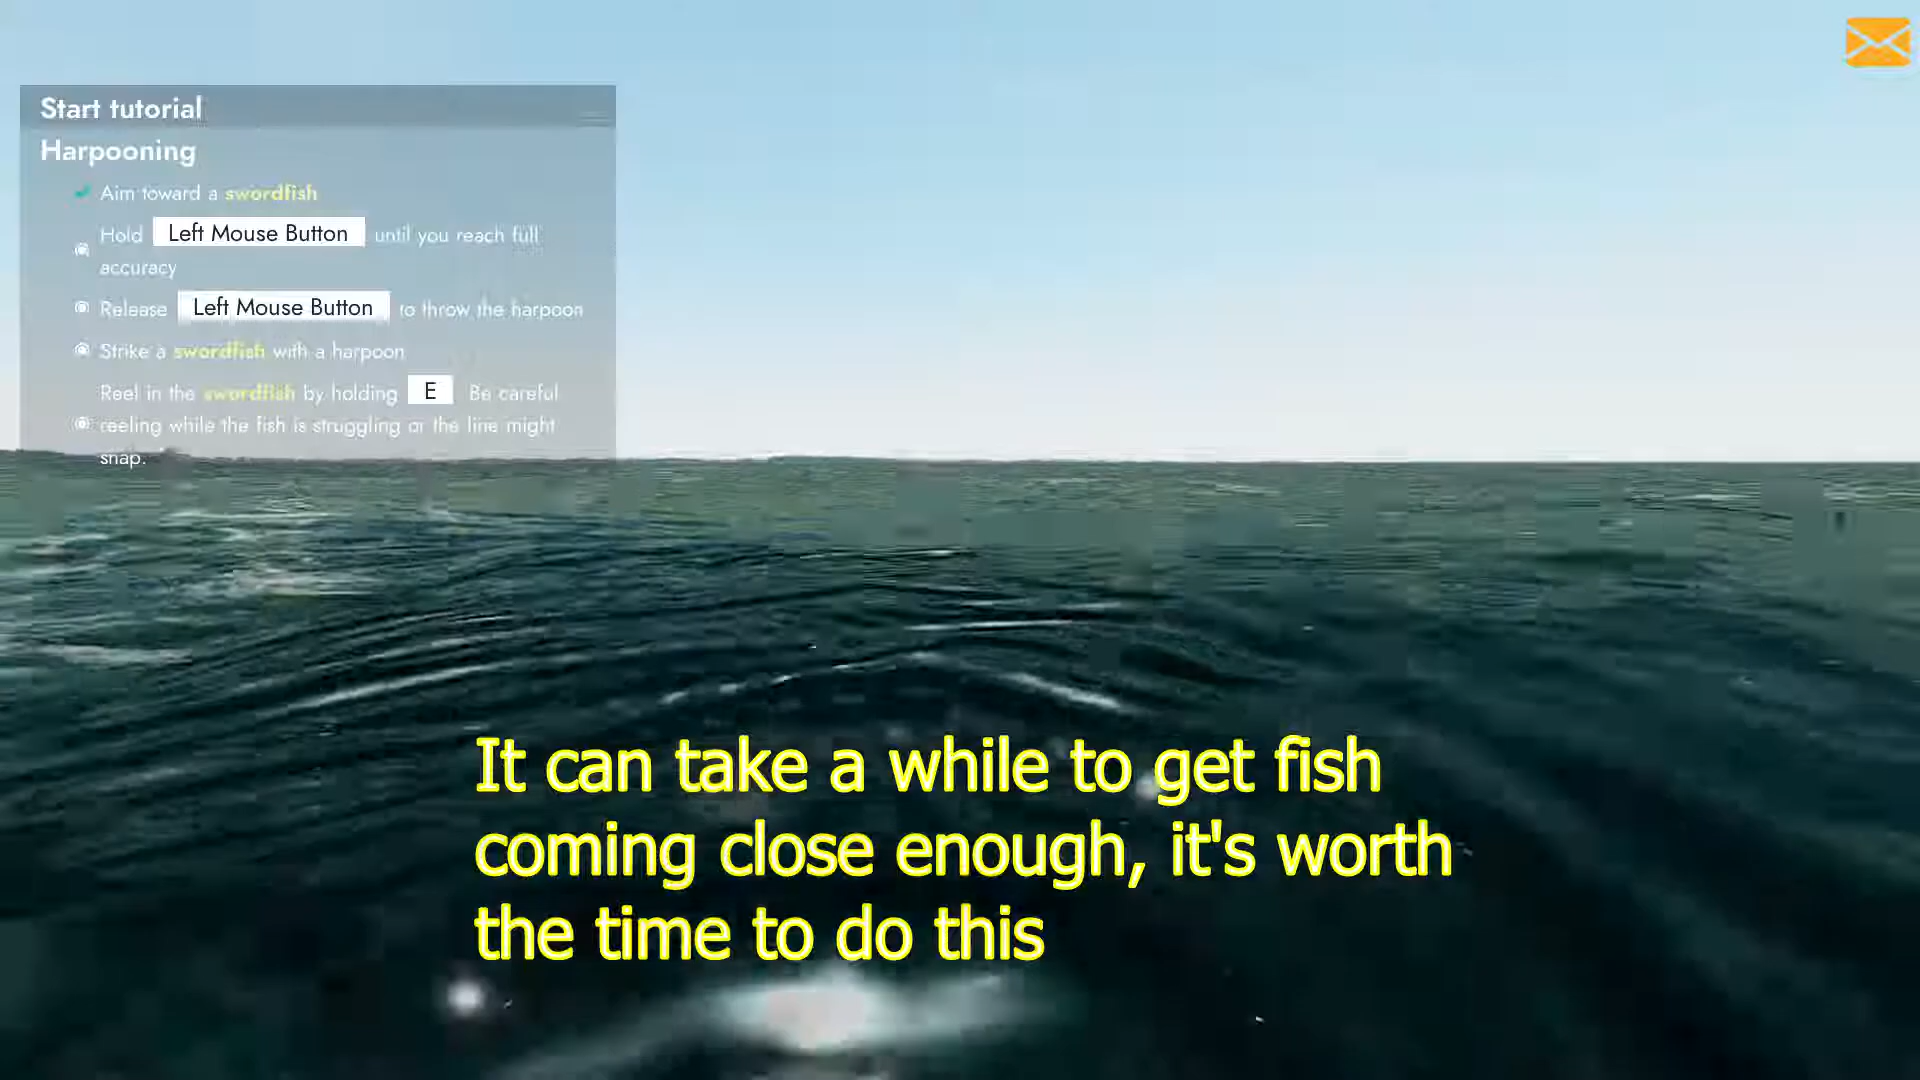 Start tutorial
Harpooning
Aim toward a swordfish
Hold Left Mouse Button until you reach full
accuracy
Release Left Mouse Button to throw the harpoon
Strike a swordfish with a harpoon
Reel in the swordfish by holding E Be careful
reeling while the fish is struggling or the line might
snap.
It can take a while to get fish
coming close enough, it's worth
the time to do this